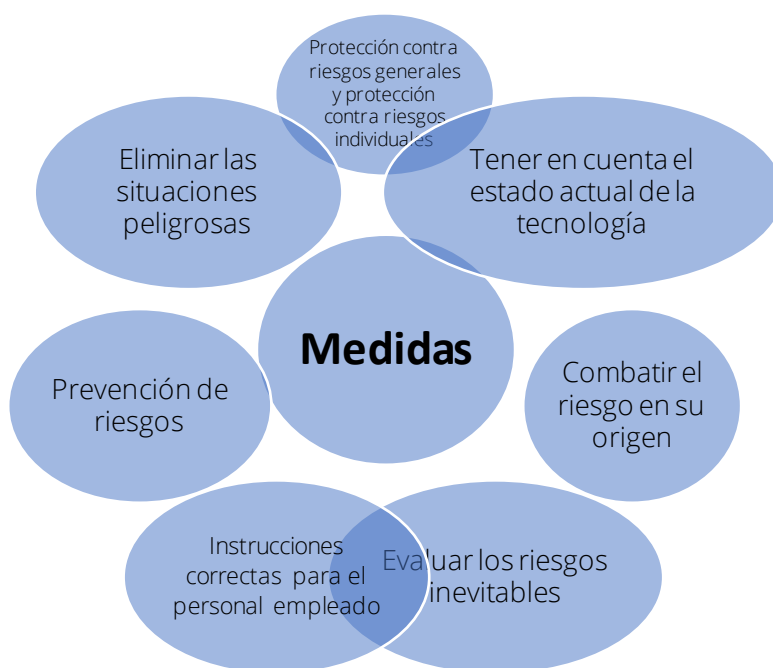 Protección contra
riesgos generales
y protección
contra riesgos
individuales
Eliminar las
situaciones
peligrosas
Tener en cuenta el
estado actual de la
tecnología
Medidas
Prevención de
riesgos
Combatir el
riesgo en su
origen
Instrucciones
correctas para el
personal empleado
Evaluar los riesgos
inevitables